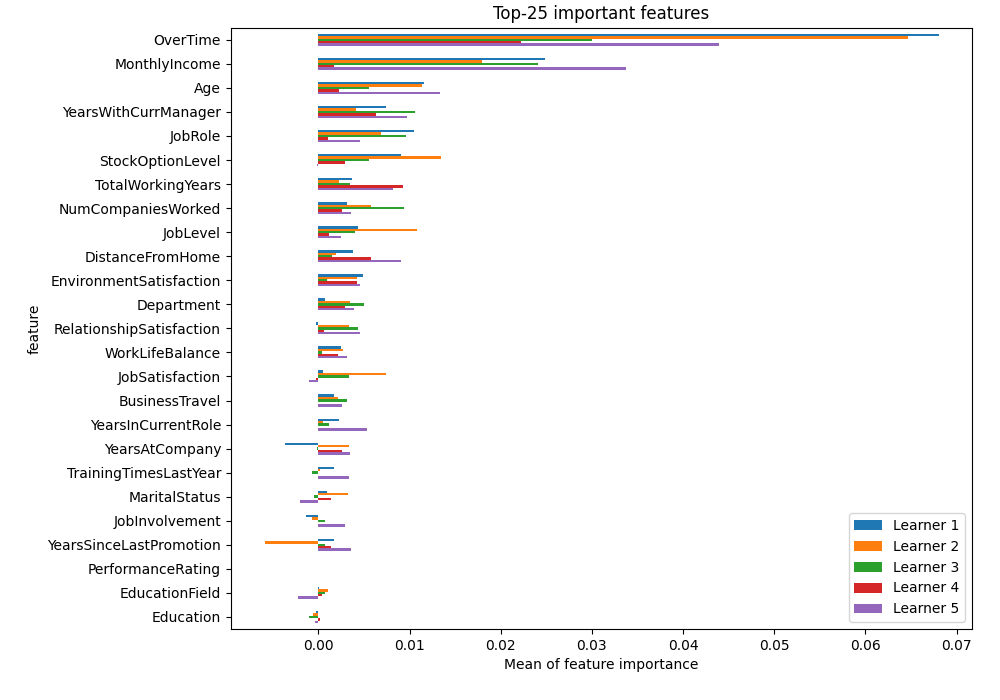 Top-25 important features
OverTime
MonthlyIncome
Age
YearsWithCurrManager
JobRole
StockOptionLevel
TotalWorkingYears
NumCompaniesWorked
JobLevel
DistanceFromHome
EnvironmentSatisfaction
Department
RelationshipSatisfaction
WorkLifeBalance
JobSatisfaction
BusinessTravel
YearsInCurrentRole
YearsAtCompany
TrainingTimesLastYear
MaritalStatus
JobInvolvement
YearsSinceLastPromotion
PerformanceRating
EducationField
Education
feature
Learner 1
Learner 2
Learner 3
Learner 4
Learner 5
0.00 0.01 0.02 0.03 0.04 0.05 0.06 0.07
Mean of feature importance